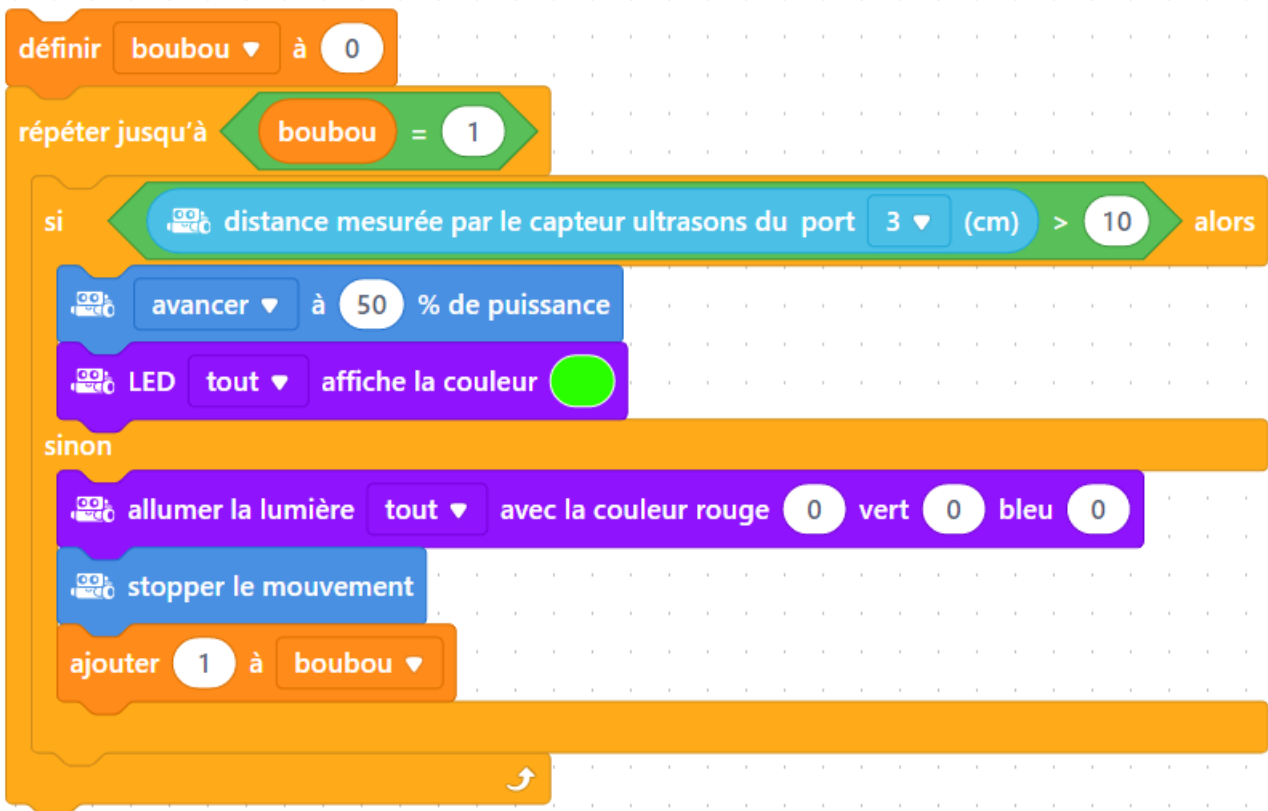 définir boubou à 0
répéter jusqu'à boubou = 1
si distance mesurée par le capteur ultrasons du port 3 (cm) > 10 alors
avancer à 50 % de puissance
LED tout affiche la couleur
sinon
allumer la lumière tout avec la couleur rouge 0 vert 0 bleu 0
stopper le mouvement
ajouter 1 à boubou